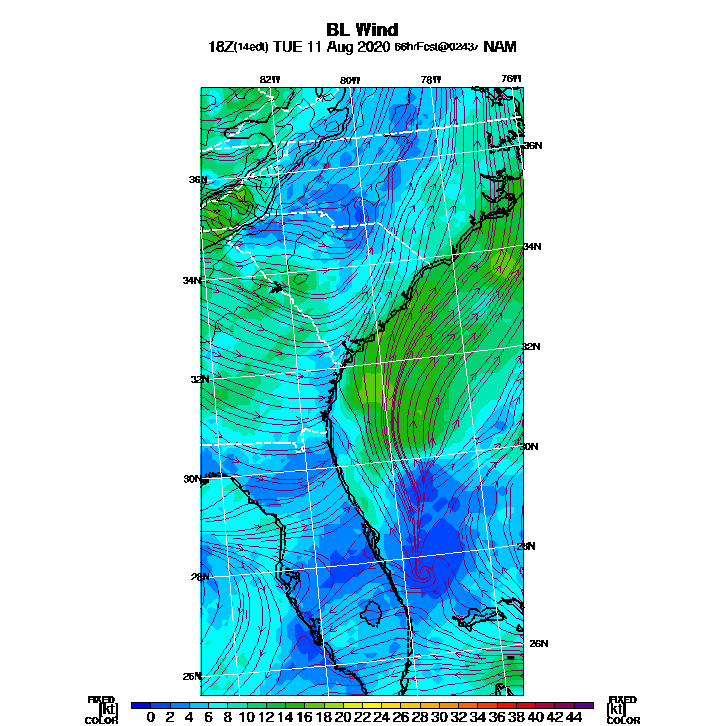 BL Wind
18Z(14edt) TUE 11 Aug 2020 66hrFcst@0243z NAM
82W 80W 78W 76W
36N
36N
34N
34N
32N
32N
30N
30N
28N
28N
26N
26N
FIXED FIXED
[kt] 0 2 4 6 8 10 12 14 16 18 20 22 24 26 28 30 32 34 36 38 40 42 44 [kt]
COLOR COLOR